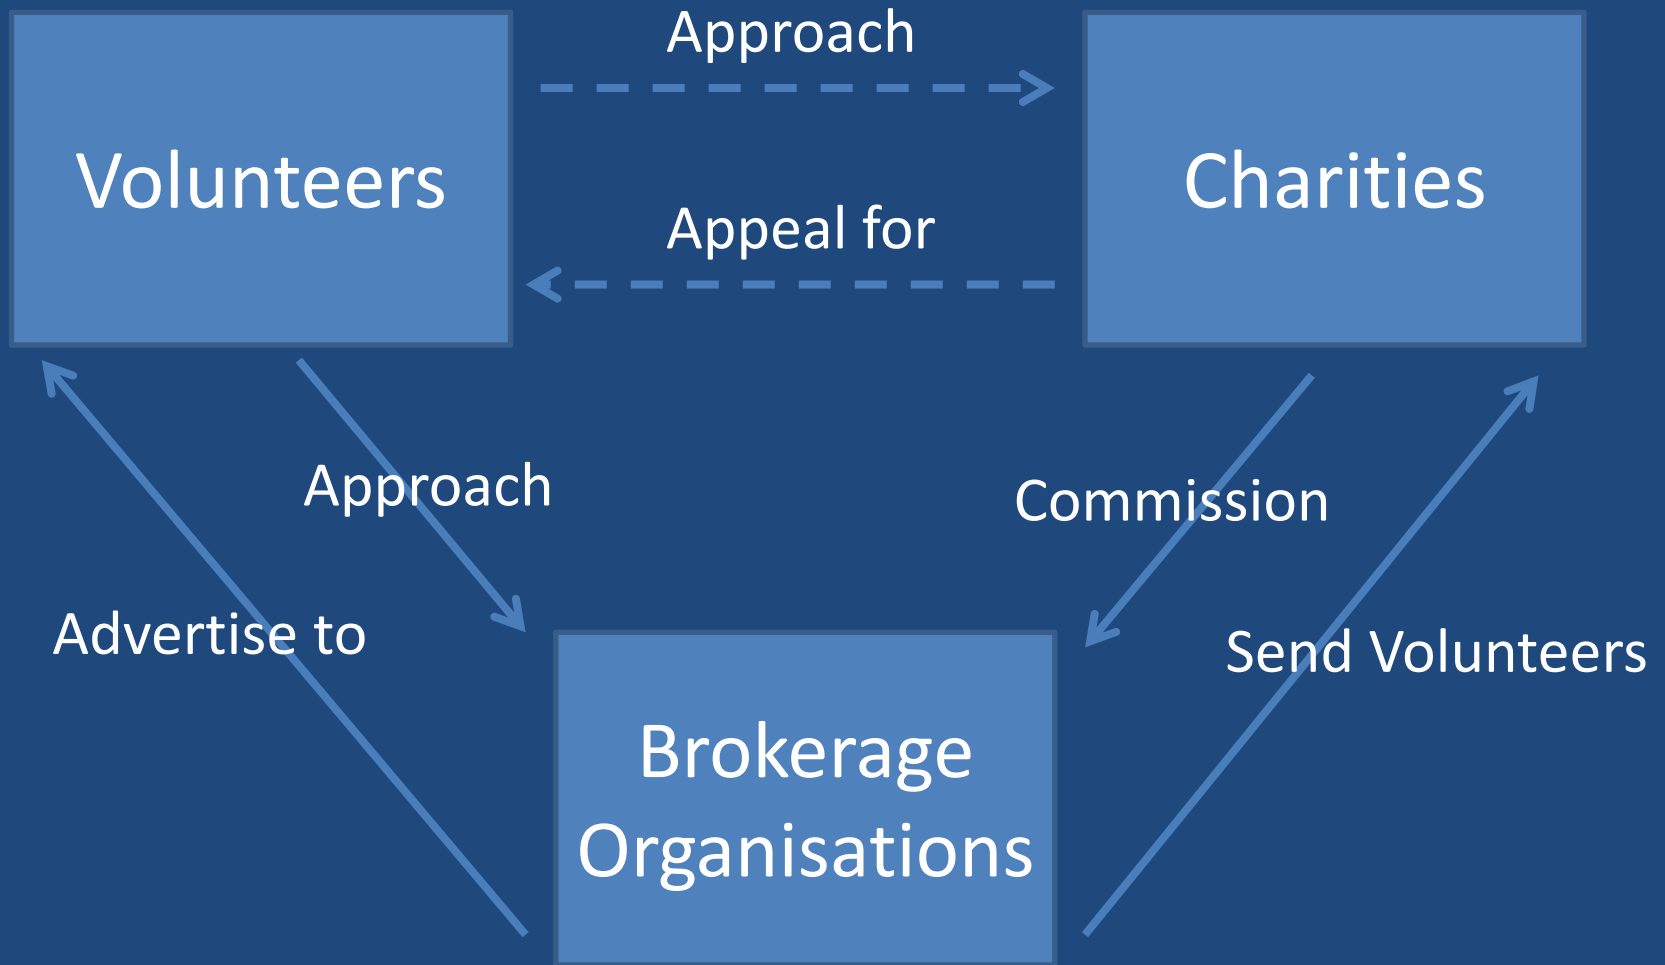 Approach
Volunteers
Charities
Appeal for
Approach
Commission
Advertise to
Send Volunteers
Brokerage
Organisations